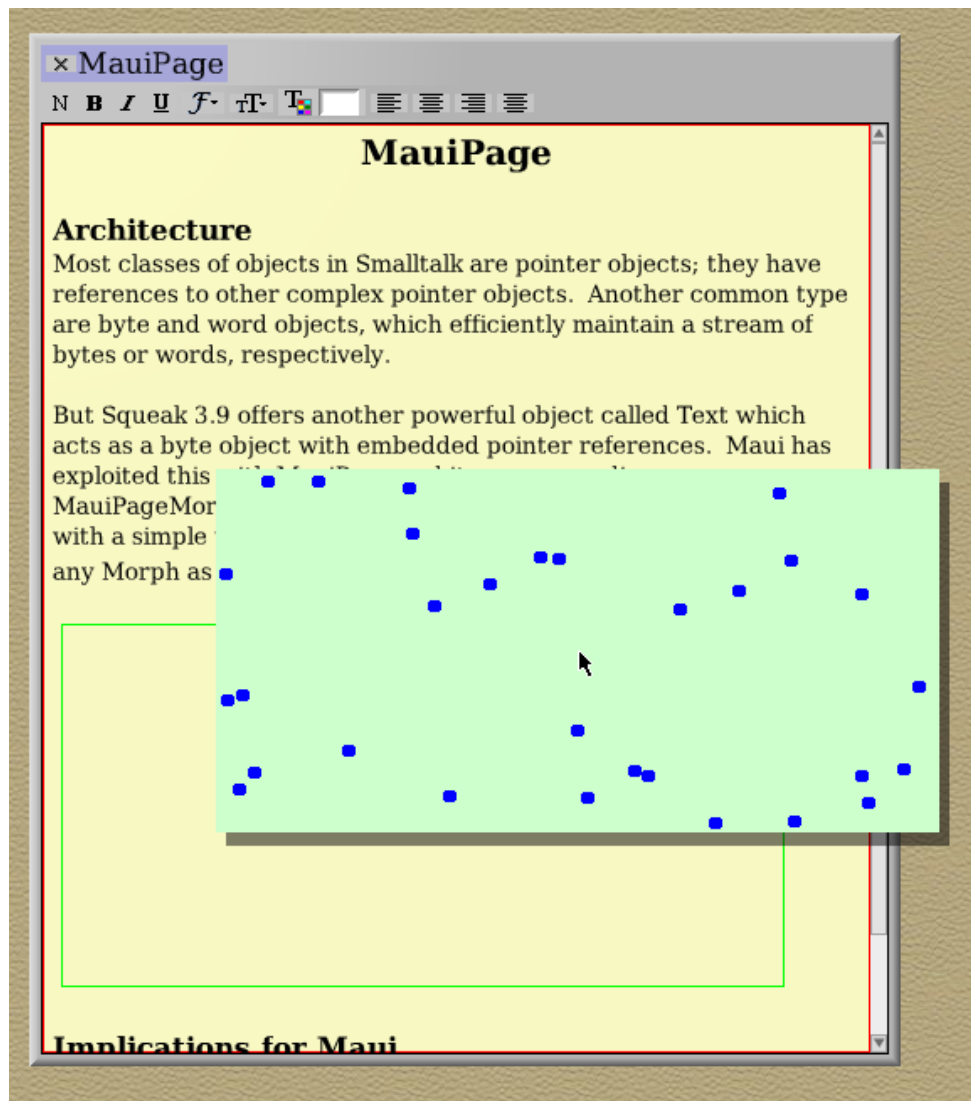 MauiPage
N B I U F TT T
MauiPage
Architecture
Most classes of objects in Smalltalk are pointer objects; they have
references to other complex pointer objects.  Another common type
are byte and word objects, which efficiently maintain a stream of
bytes or words, respectively.
But Squeak 3.9 offers another powerful object called Text which
acts as a byte object with embedded pointer references.  Maui has
exploited this
MauiPageMor
with a simple
any Morph as
Implications for Maui